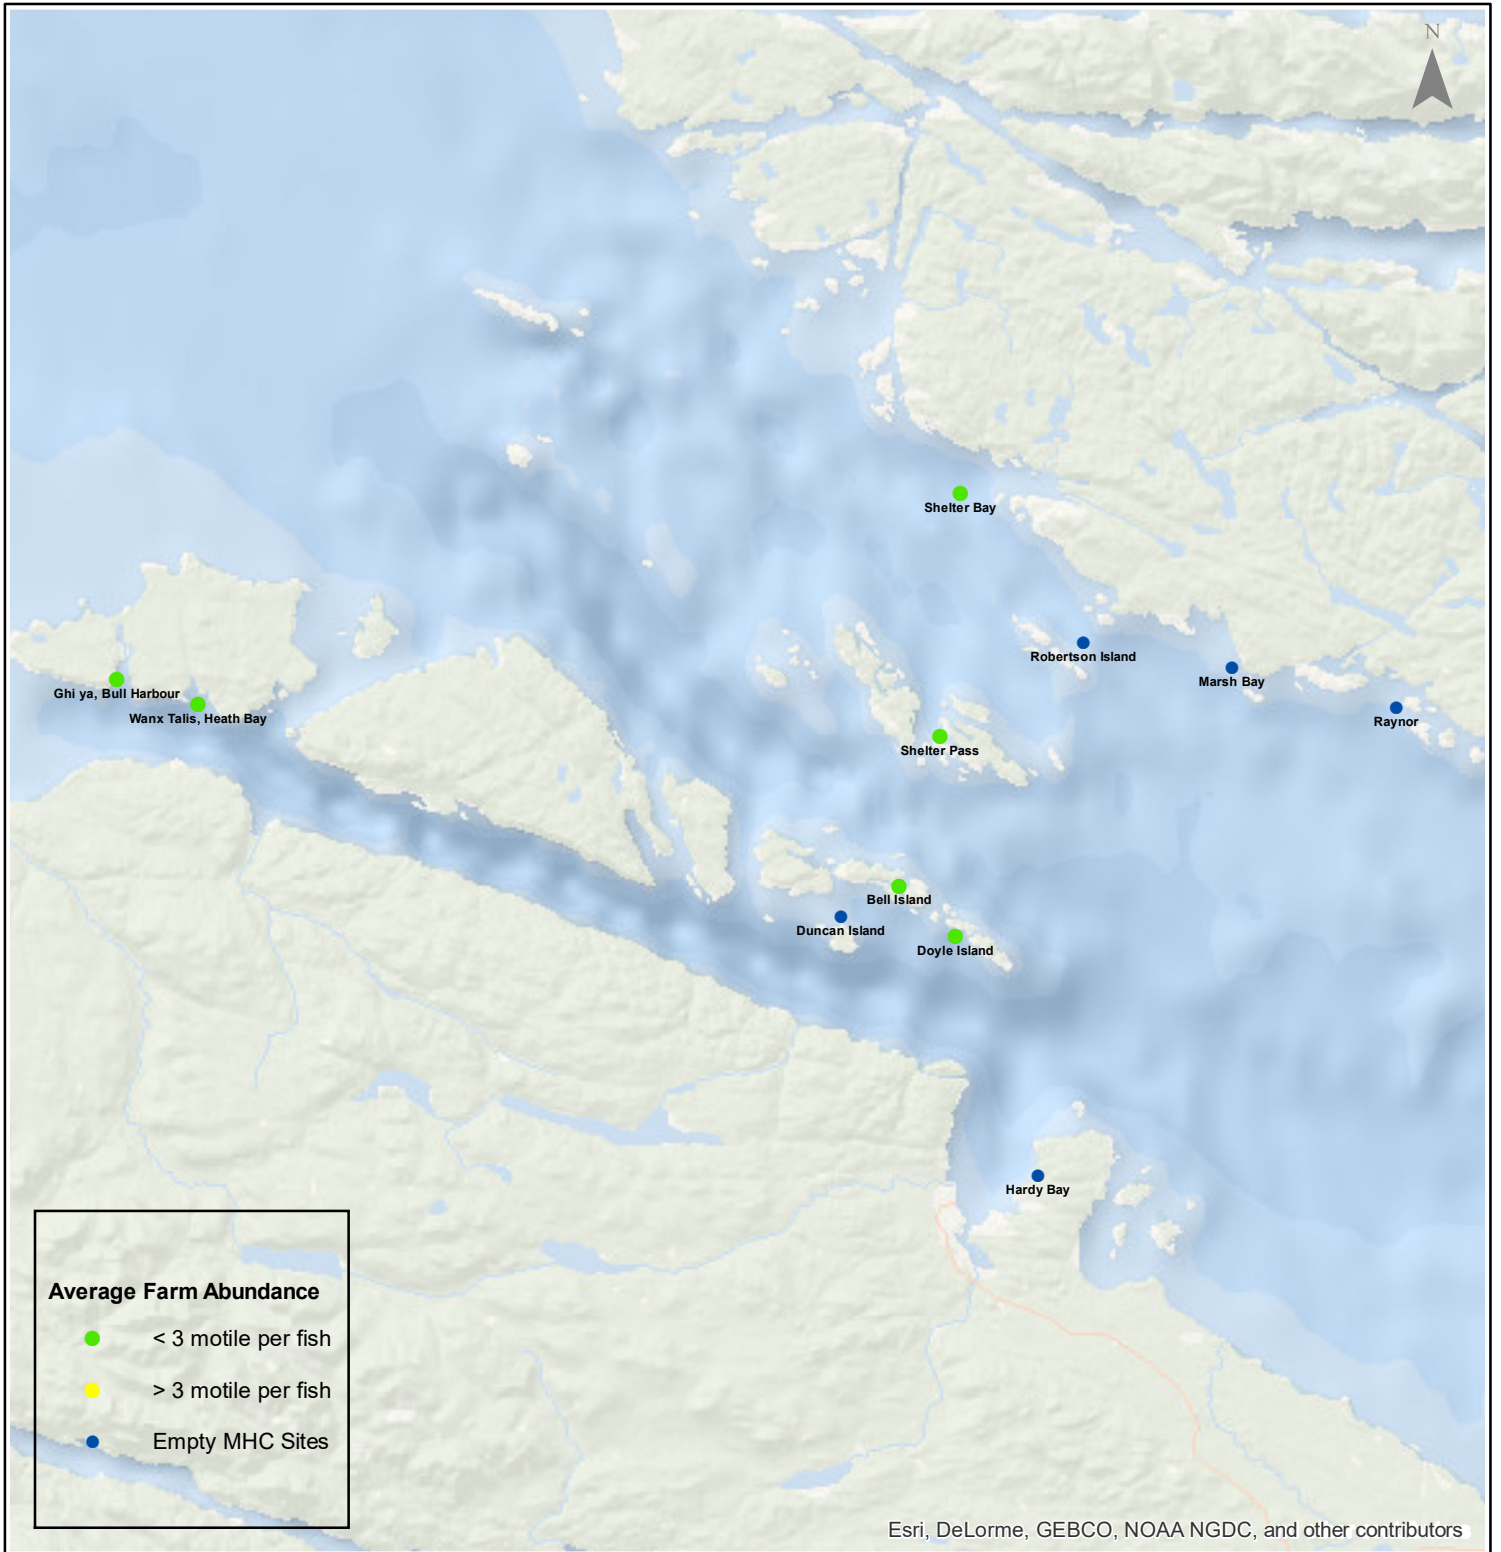 N
Shelter Bay
Robertson Island
Marsh Bay
Ghi ya, Bull Harbour
Wanx Talis, Heath Bay
Raynor
Shelter Pass
Bell Island
Duncan Island
Doyle Island
Hardy Bay
Average Farm Abundance
< 3 motile per fish
> 3 motile per fish
Empty MHC Sites
Esri, DeLorme, GEBCO, NOAA NGDC, and other contributors